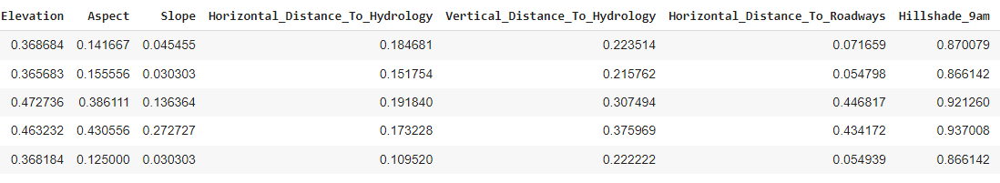 Elevation Aspect Slope Horizontal_Distance_To_Hydrology Vertical_Distance_To_Hydrology Horizontal_Distance_To_Roadways Hillshade_9am
0.368684 0.141667 0.045455 0.184681 0.223514 0.071659 0.870079
0.365683 0.155556 0.030303 0.151754 0.215762 0.054798 0.866142
0.472736 0.386111 0.136364 0.191840 0.307494 0.446817 0.921260
0.463232 0.430556 0.272727 0.173228 0.375969 0.434172 0.937008
0.368184 0.125000 0.030303 0.109520 0.222222 0.054939 0.866142